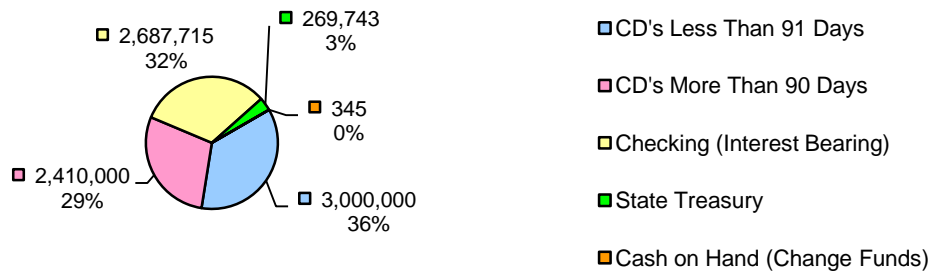 2,687,715
32%
269,743
3%
345
0%
2,410,000
29%
3,000,000
36%
CD's Less Than 91 Days
CD's More Than 90 Days
Checking (Interest Bearing)
State Treasury
Cash on Hand (Change Funds)